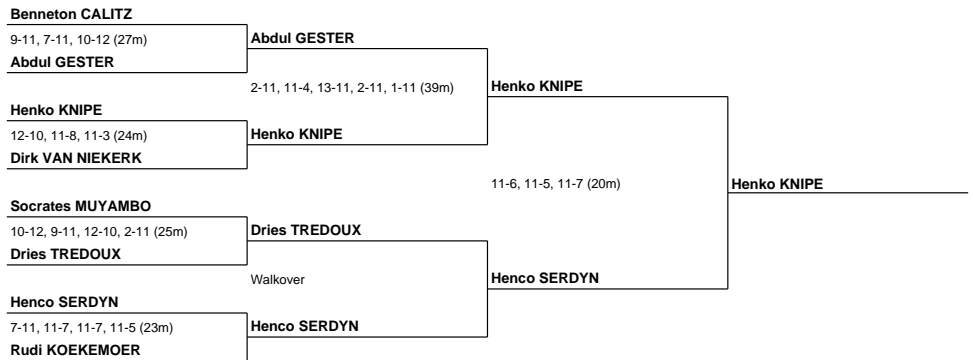 Benneton CALITZ
9-11, 7-11, 10-12 (27m)
Abdul GESTER
Abdul GESTER
2-11, 11-4, 13-11, 2-11, 1-11 (39m)
Henko KNIPE
Henko KNIPE
12-10, 11-8, 11-3 (24m)
Henko KNIPE
Dirk VAN NIEKERK
11-6, 11-5, 11-7 (20m)
Henko KNIPE
Socrates MUYAMBO
10-12, 9-11, 12-10, 2-11 (25m)
Dries TREDOUX
Dries TREDOUX
Walkover
Henco SERDYN
Henco SERDYN
7-11, 11-7, 11-7, 11-5 (23m)
Henco SERDYN
Rudi KOEKEMOER